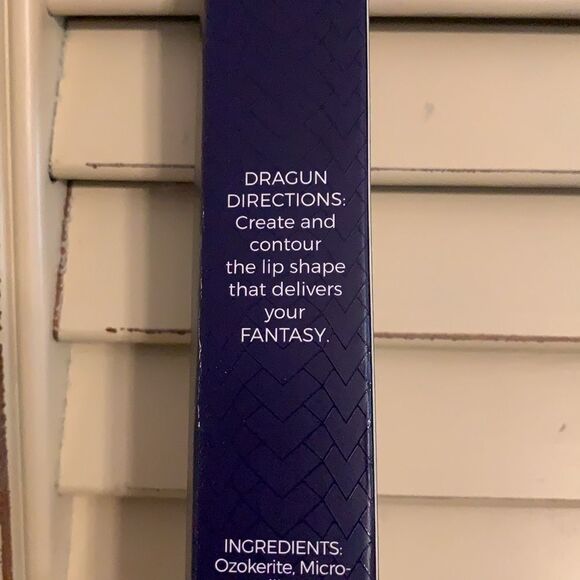 DRAGUN
DIRECTIONS:
Create and
contour
the lip shape
that delivers
your
FANTASY.
INGREDIENTS:
Ozokerite, Micro-